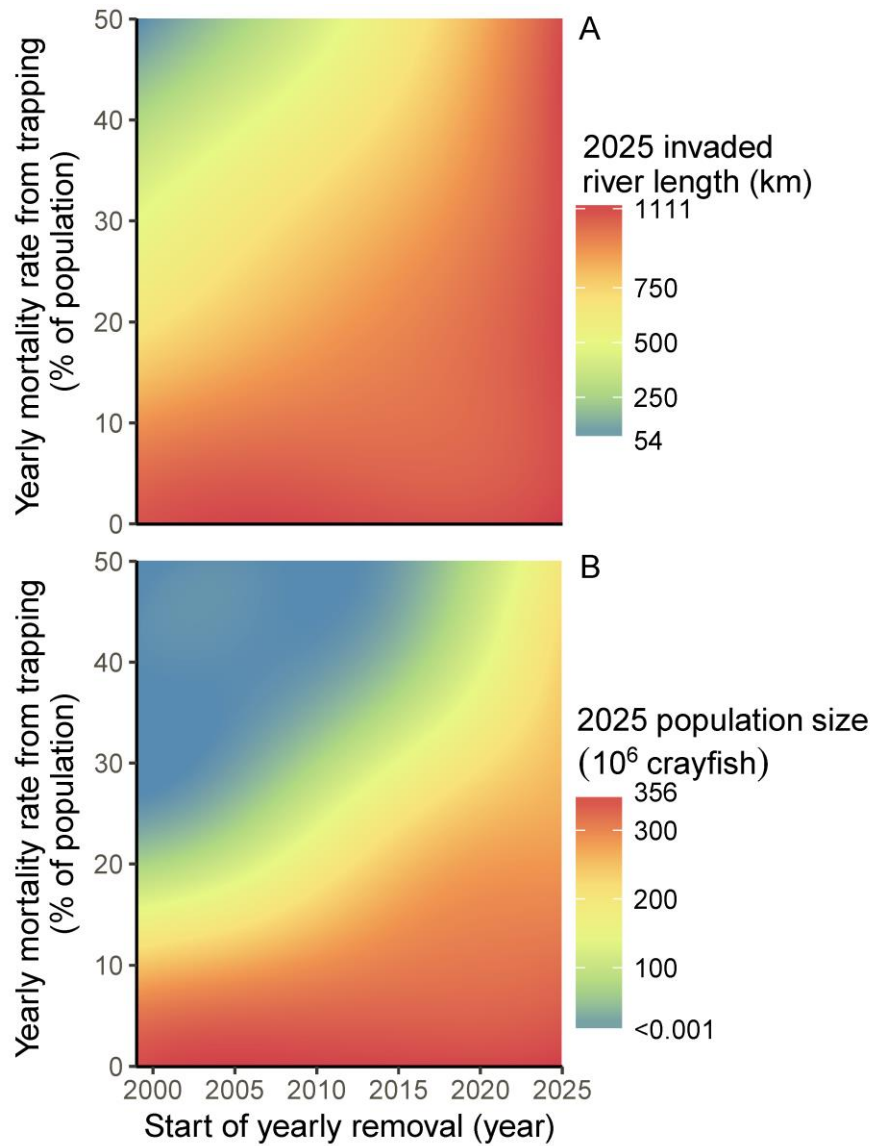 A
Yearly mortality rate from trapping
(% of population)
50
40
30
20
10
0
2025 invaded
river length (km)
1111
750
500
250
54
B
Yearly mortality rate from trapping
(% of population)
50
40
30
20
10
0
2000 2005 2010 2015 2020 2025
Start of yearly removal (year)
2025 population size
(10⁶ crayfish)
356
300
200
100
<0.001